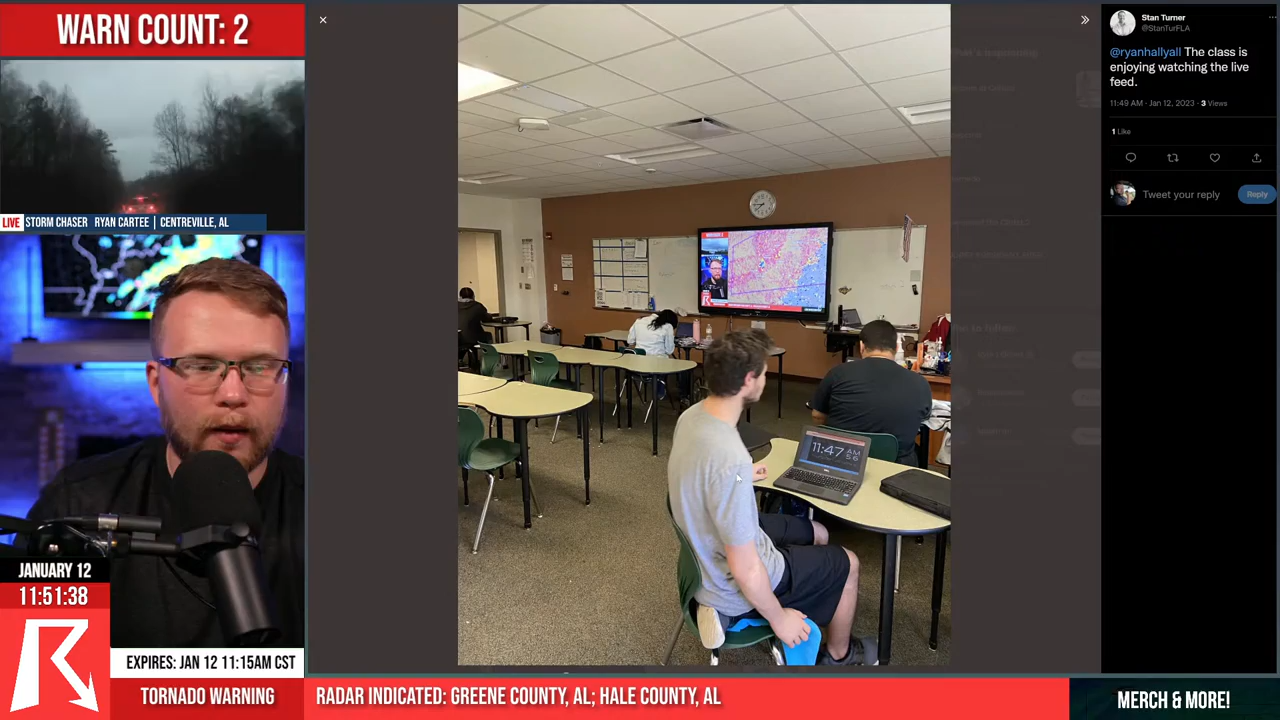 WARN COUNT: 2
LIVE STORM CHASER RYAN CARTEE | CENTREVILLE, AL
JANUARY 12
11:51:38
EXPIRES: JAN 12 11:15AM CST
TORNADO WARNING
RADAR INDICATED: GREENE COUNTY, AL; HALE COUNTY, AL
MERCH & MORE!
11:47 AM
56
Stan Turner
@StanTurFLA
@ryanhallyall The class is
enjoying watching the live
feed.
11:49 AM · Jan 12, 2023 · 3 Views
1 Like
Tweet your reply
Reply